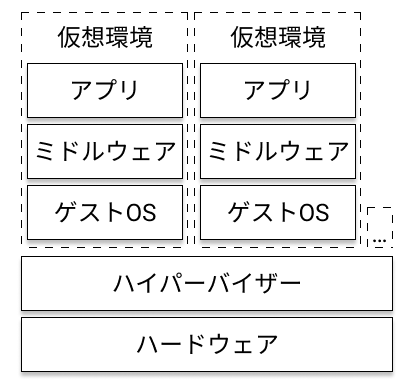 仮想環境
アプリ
ミドルウェア
ゲストOS
仮想環境
アプリ
ミドルウェア
ゲストOS
...
ハイパーバイザー
ハードウェア